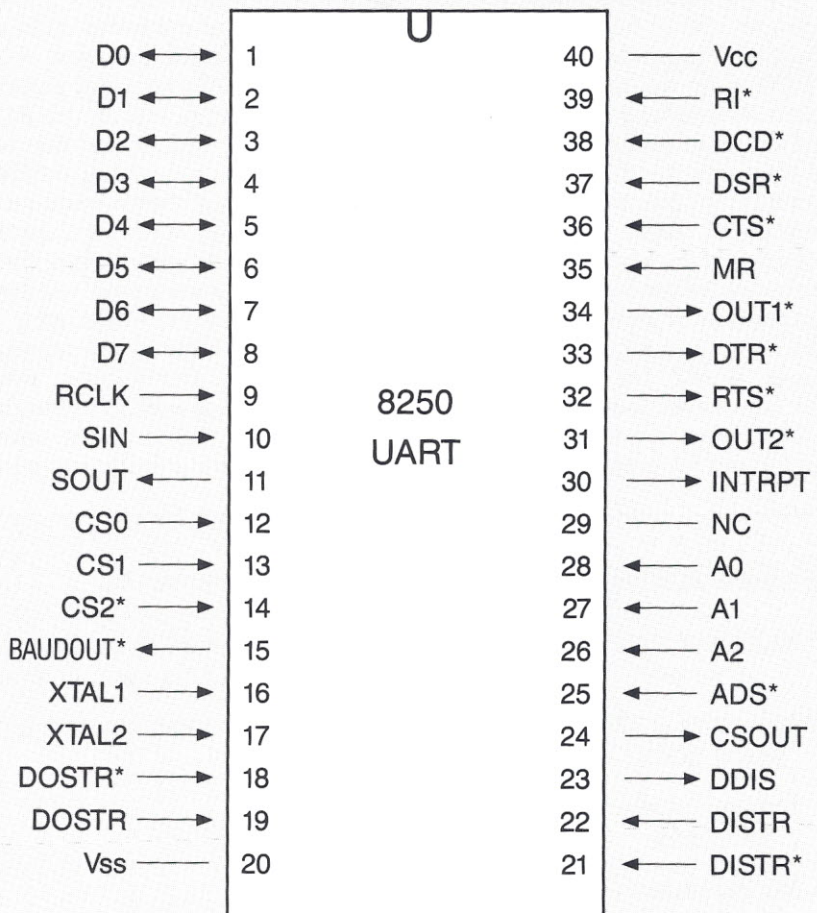 D0 1 40 Vcc
D1 2 39 RI*
D2 3 38 DCD*
D3 4 37 DSR*
D4 5 36 CTS*
D5 6 35 MR
D6 7 34 OUT1*
D7 8 33 DTR*
RCLK 9 32 RTS*
SIN 10 31 OUT2*
SOUT 11 30 INTRPT
CS0 12 29 NC
CS1 13 28 A0
CS2* 14 27 A1
BAUDOUT* 15 26 A2
XTAL1 16 25 ADS*
XTAL2 17 24 CSOUT
DOSTR* 18 23 DDIS
DOSTR 19 22 DISTR
Vss 20 21 DISTR*
8250
UART